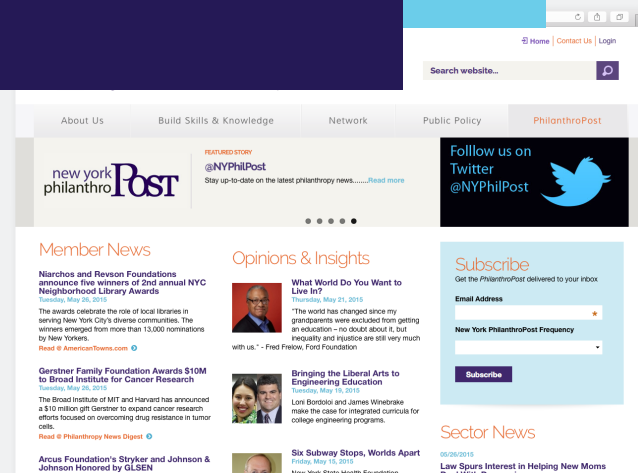 Home | Contact Us | Login
Search website...
About Us
Build Skills & Knowledge
Network
Public Policy
PhilanthroPost
new york
philanthro POST
FEATURED STORY
@NYPhilPost
Stay up-to-date on the latest philanthropy news........Read more
Folllow us on
Twitter
@NYPhilPost
Member News
Niarchos and Revson Foundations
announce five winners of 2nd annual NYC
Neighborhood Library Awards
Tuesday, May 26, 2015
The awards celebrate the role of local libraries in
serving New York City's diverse communities. The
winners emerged from more than 13,000 nominations
by New Yorkers.
Read @ AmericanTowns.com
Gerstner Family Foundation Awards $10M
to Broad Institute for Cancer Research
Tuesday, May 26, 2015
The Broad Institute of MIT and Harvard has announced
a $10 million gift Gerstner to expand cancer research
efforts focused on overcoming drug resistance in tumor
cells.
Read @ Philanthropy News Digest
Arcus Foundation's Stryker and Johnson &
Johnson Honored by GLSEN
Opinions & Insights
What World Do You Want to
Live In?
Thursday, May 21, 2015
"The world has changed since my
grandparents were excluded from getting
an education – no doubt about it, but
inequality and injustice are still very much
with us." - Fred Frelow, Ford Foundation
Bringing the Liberal Arts to
Engineering Education
Tuesday, May 19, 2015
Loni Bordoloi and James Winebrake
make the case for integrated curricula for
college engineering programs.
Six Subway Stops, Worlds Apart
Friday, May 15, 2015
New York State Health Foundation
Subscribe
Get the PhilanthroPost delivered to your inbox
Email Address
*
New York PhilanthroPost Frequency
Subscribe
Sector News
05/26/2015
Law Spurs Interest in Helping New Moms